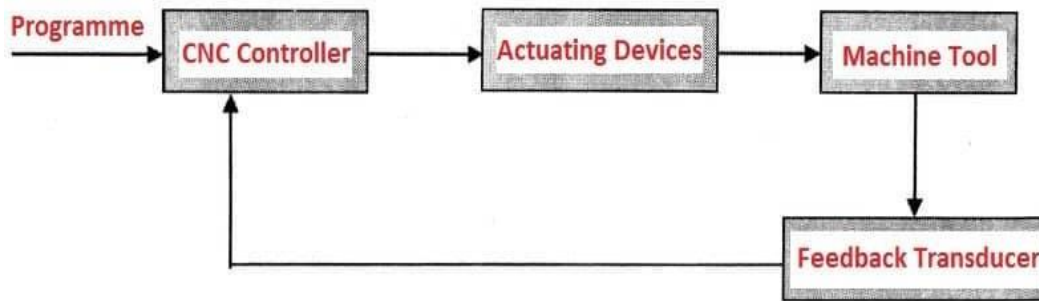 Programme
CNC Controller
Actuating Devices
Machine Tool
Feedback Transducer